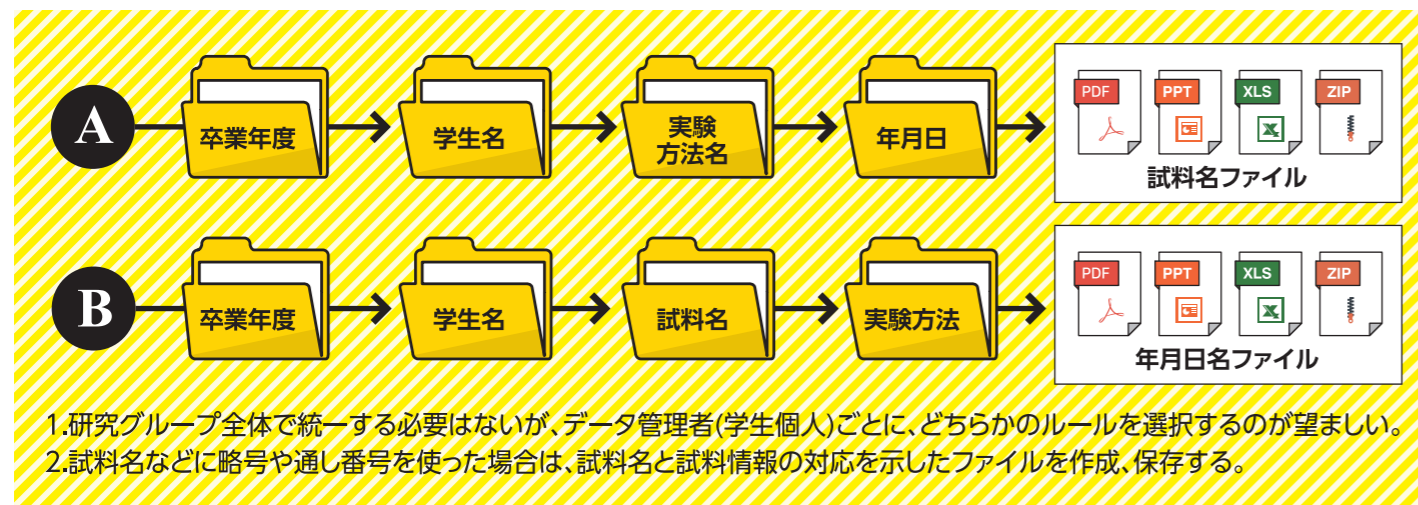 A
卒業年度
学生名
実験
方法名
年月日
PDF
PPT
XLS
ZIP
試料名ファイル
B
卒業年度
学生名
試料名
実験方法
PDF
PPT
XLS
ZIP
年月日名ファイル
1.研究グループ全体で統一する必要はないが、データ管理者(学生個人)ごとに、どちらかのルールを選択するのが望ましい。
2.試料名などに略号や通し番号を使った場合は、試料名と試料情報の対応を示したファイルを作成、保存する。